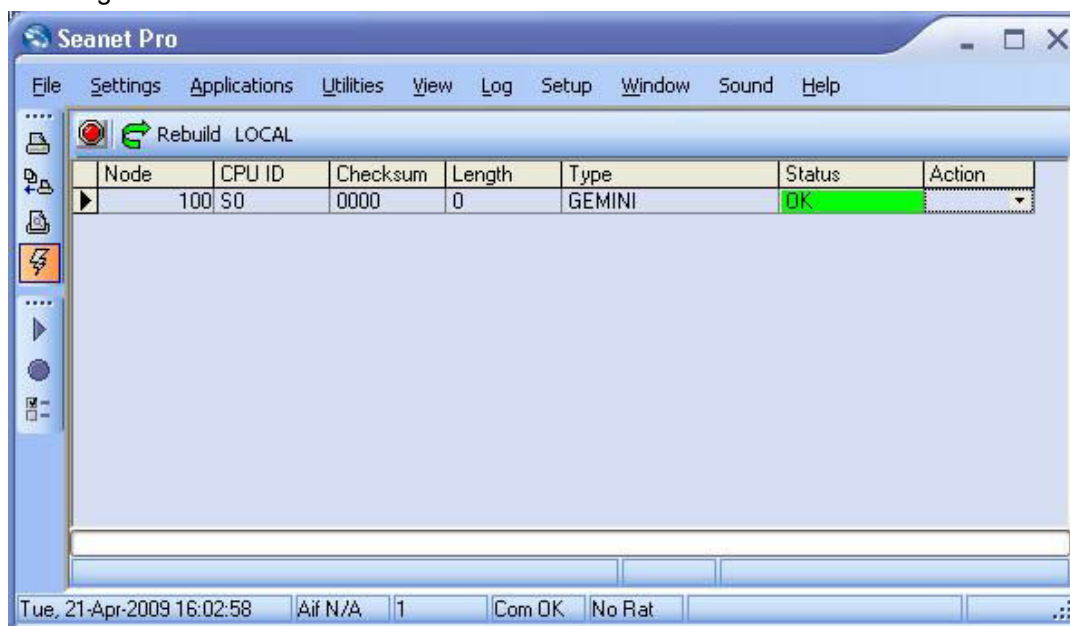 Seanet Pro
File Settings Applications Utilities View Log Setup Window Sound Help
Rebuild LOCAL
Node CPU ID Checksum Length Type Status Action
100 S0 0000 0 GEMINI OK
Tue, 21-Apr-2009 16:02:58 Aif N/A 1 Com OK No Rat